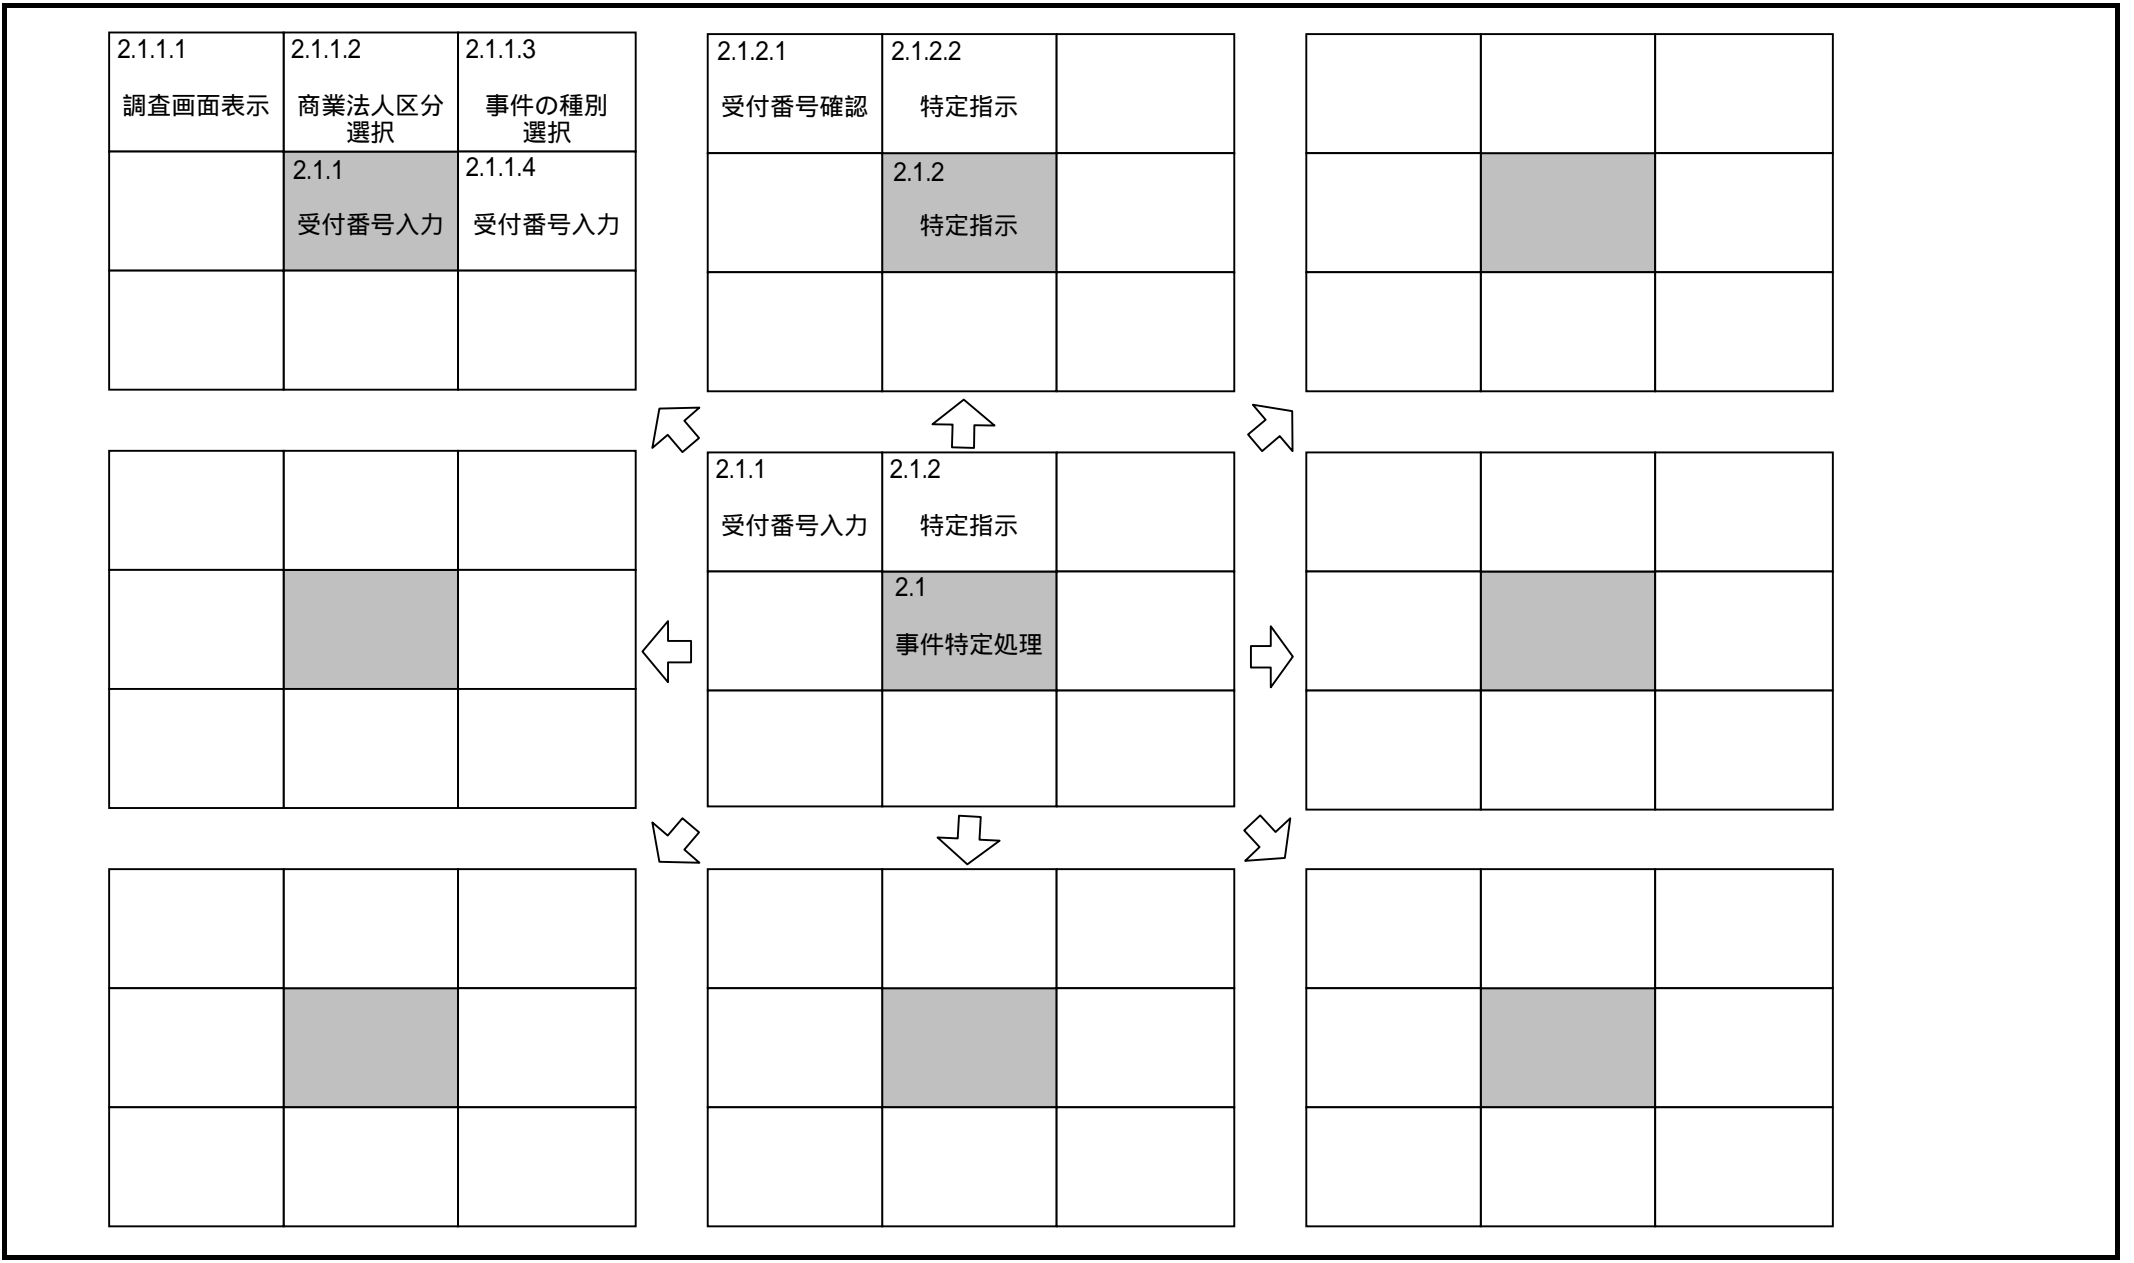 2.1.1.1
調査画面表示
2.1.1.2
商業法人区分
選択
2.1.1.3
事件の種別
選択
2.1.1
受付番号入力
2.1.1.4
受付番号入力
2.1.2.1
受付番号確認
2.1.2.2
特定指示
2.1.2
特定指示
2.1.1
受付番号入力
2.1.2
特定指示
2.1
事件特定処理